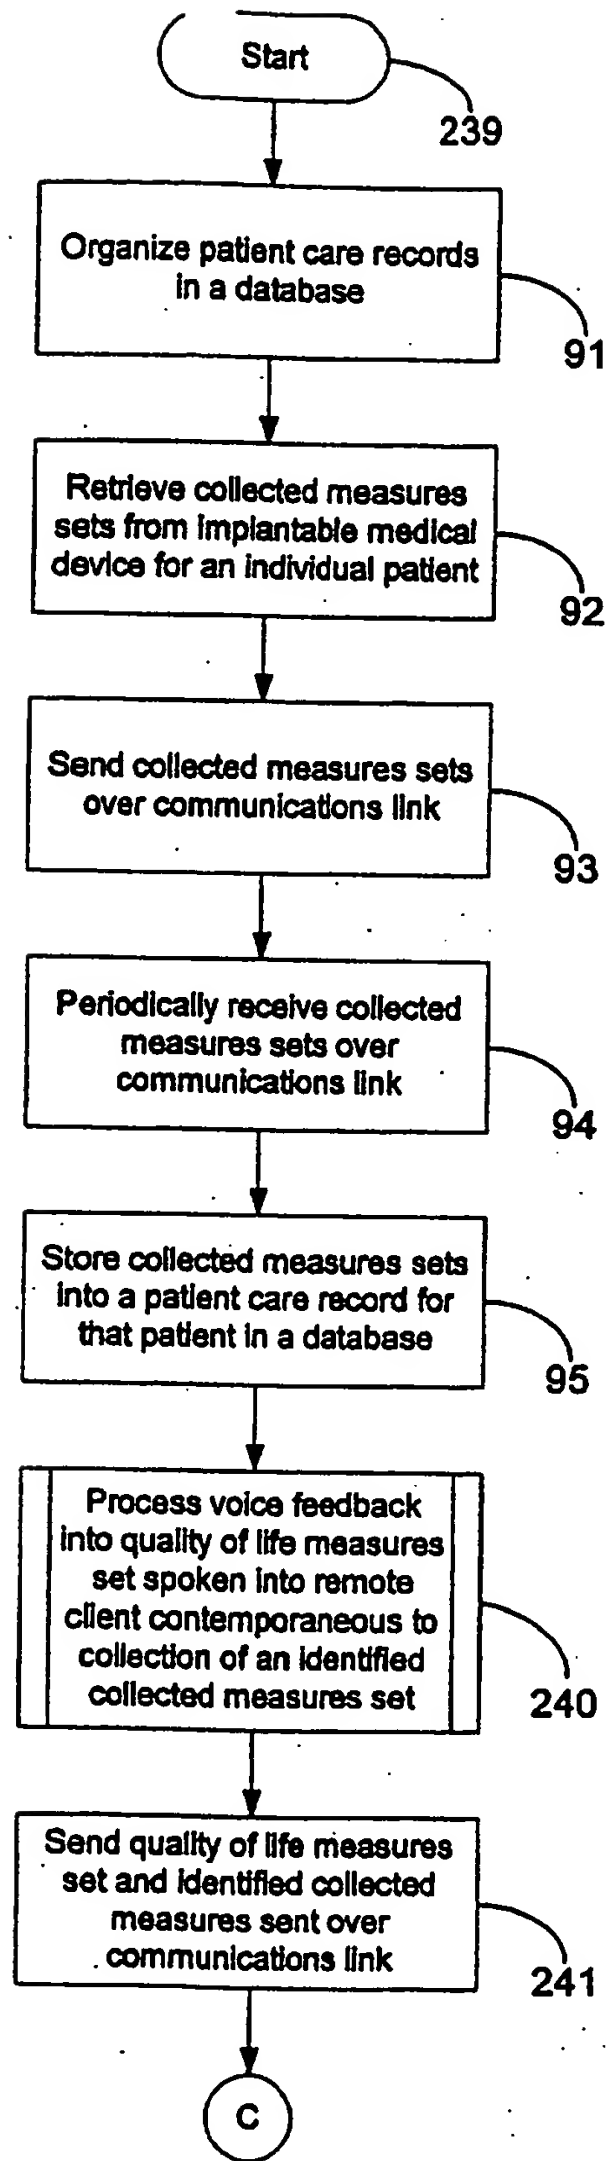 Start
239
Organize patient care records
in a database
91
Retrieve collected measures
sets from implantable medical
device for an individual patient
92
Send collected measures sets
over communications link
93
Periodically receive collected
measures sets over
communications link
94
Store collected measures sets
into a patient care record for
that patient in a database
95
Process voice feedback
into quality of life measures
set spoken into remote
client contemporaneous to
collection of an identified
collected measures set
240
Send quality of life measures
set and identified collected
measures sent over
communications link
241
C